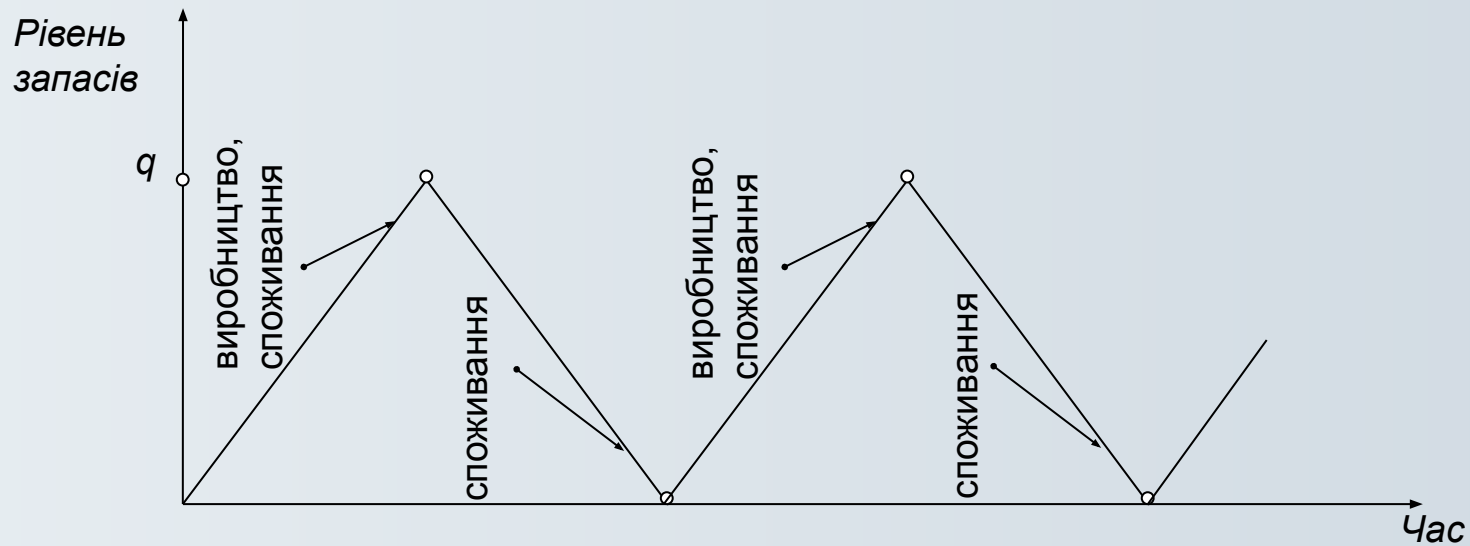 Рівень
запасів
q
виробництво,
споживання
споживання
виробництво,
споживання
споживання
Час